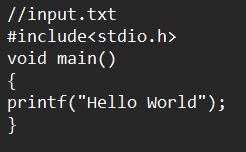 //input.txt
#include<stdio.h>
void main()
{
printf("Hello World");
}